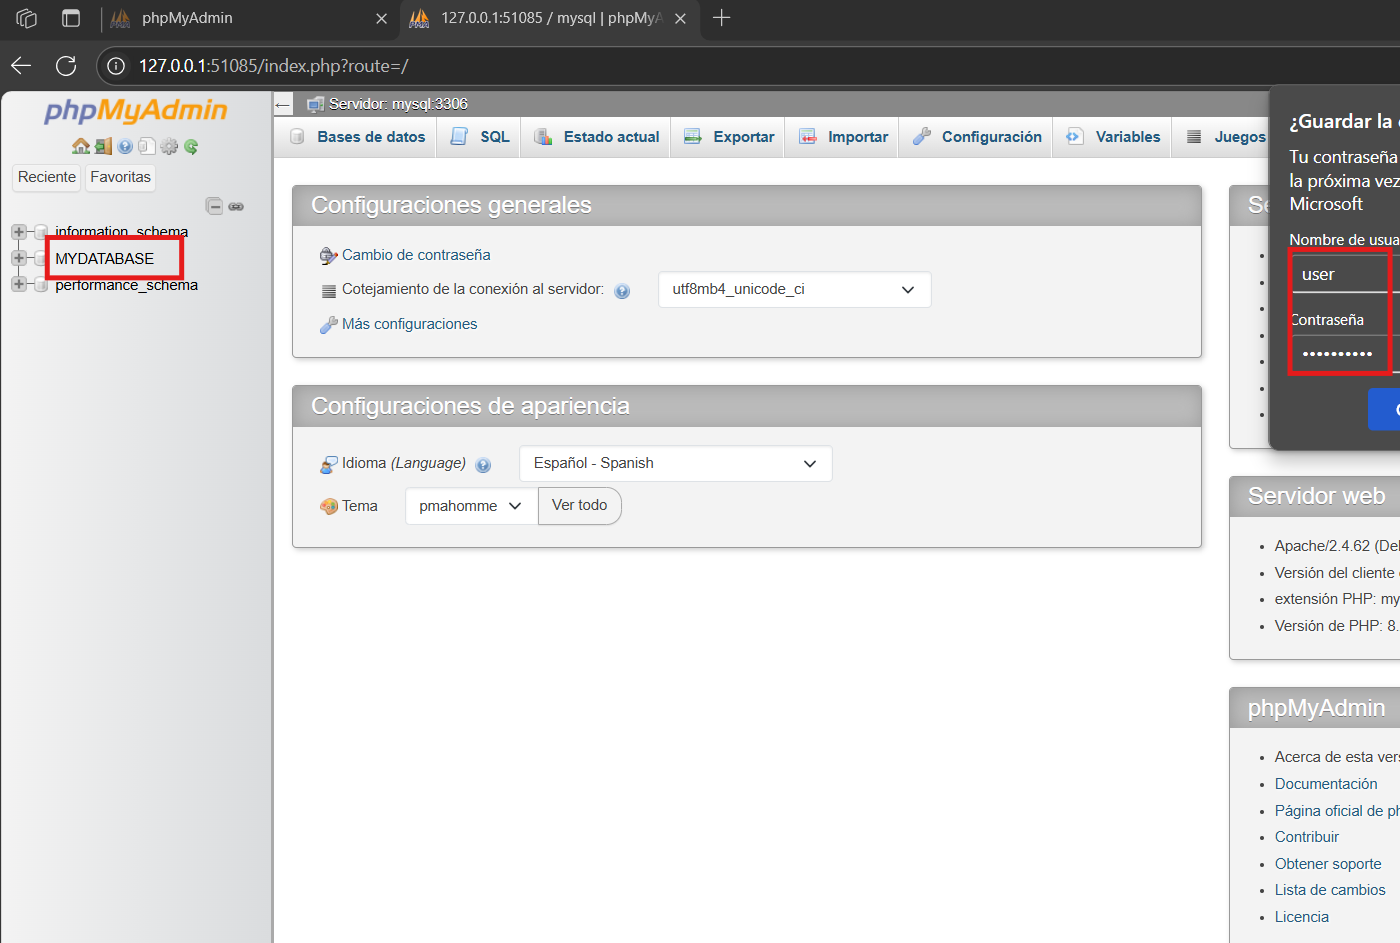 phpMyAdmin
127.0.0.1:51085 / mysql | phpMyA
127.0.0.1:51085/index.php?route=/
phpMyAdmin
Reciente
Favoritas
information_schema
MYDATABASE
performance_schema
Servidor: mysql:3306
Bases de datos
SQL
Estado actual
Exportar
Importar
Configuración
Variables
Juegos
Configuraciones generales
Cambio de contraseña
Cotejamiento de la conexión al servidor:
utf8mb4_unicode_ci
Más configuraciones
Configuraciones de apariencia
Idioma (Language)
Español - Spanish
Tema
pmahomme
Ver todo
¿Guardar la
Tu contraseña
la próxima vez
Microsoft
Nombre de usua
user
Contraseña
••••••••••
Servidor web
Apache/2.4.62 (Del
Versión del cliente
extensión PHP: my
Versión de PHP: 8.
phpMyAdmin
Acerca de esta vers
Documentación
Página oficial de ph
Contribuir
Obtener soporte
Lista de cambios
Licencia